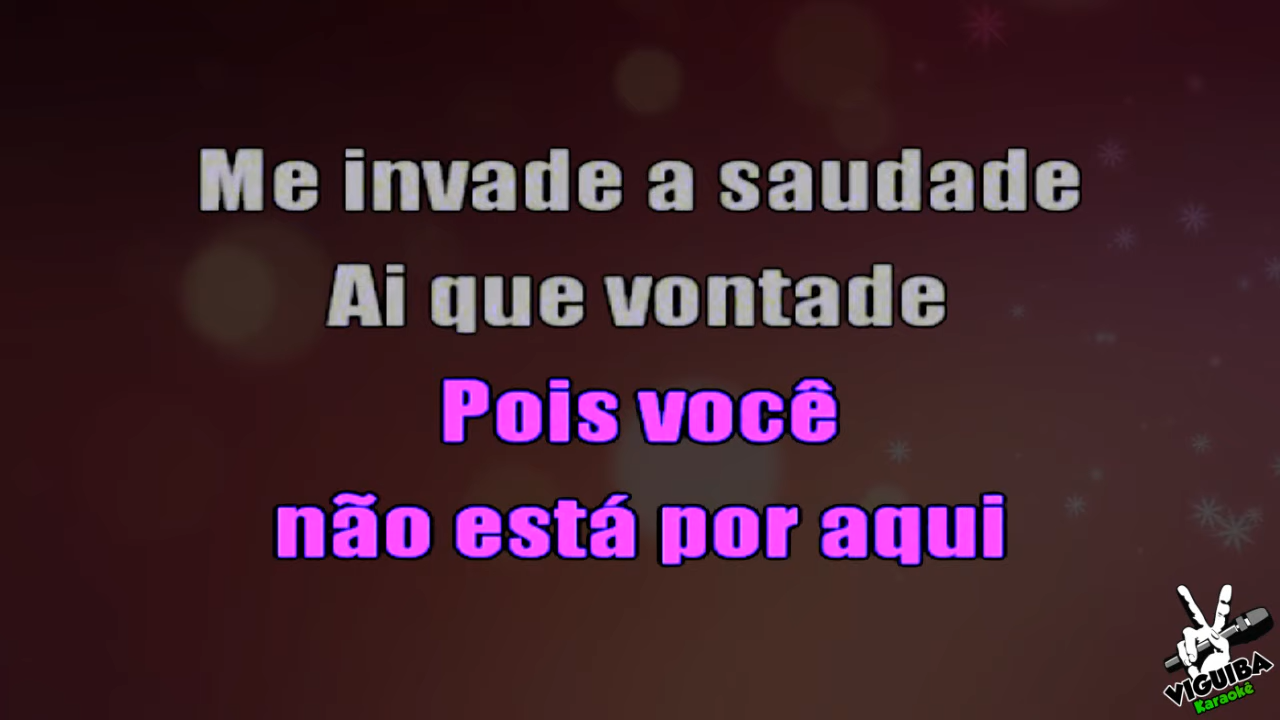 Me invade a saudade
Ai que vontade
Pois você
não está por aqui
VIGUIBA
Karaokê